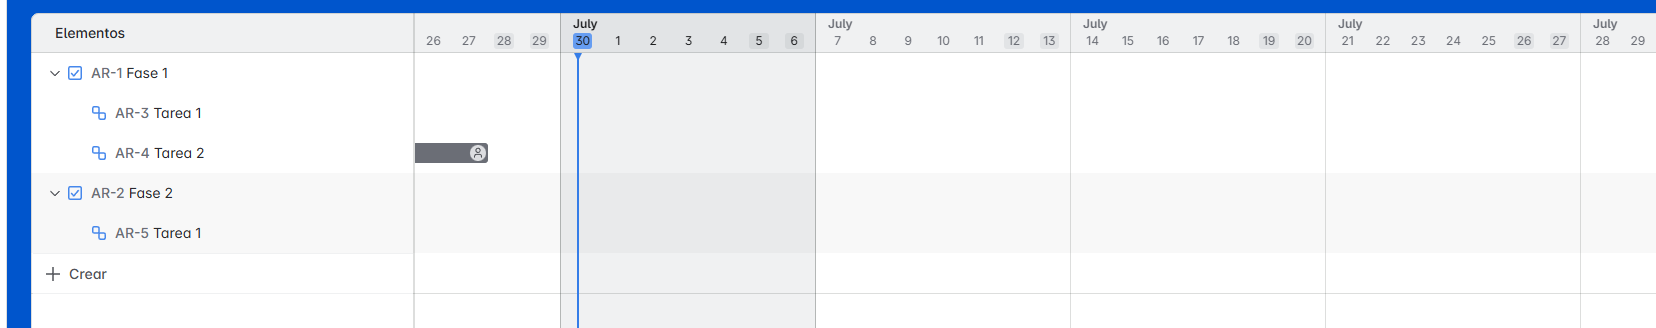 Elementos
July July July July July
26 27 28 29 30 1 2 3 4 5 6 7 8 9 10 11 12 13 14 15 16 17 18 19 20 21 22 23 24 25 26 27 28 29
AR-1 Fase 1
AR-3 Tarea 1
AR-4 Tarea 2
AR-2 Fase 2
AR-5 Tarea 1
Crear